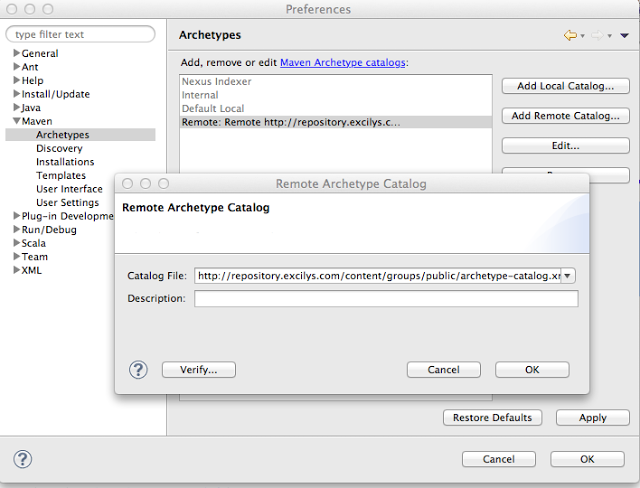 Preferences
type filter text
Archetypes
General
Ant
Help
Install/Update
Java
Maven
Archetypes
Discovery
Installations
Templates
User Interface
User Settings
Plug-in Developme
Run/Debug
Scala
Team
XML
Add, remove or edit Maven Archetype catalogs:
Nexus Indexer
Internal
Default Local
Remote: Remote http://repository.excilys.c...
Add Local Catalog...
Add Remote Catalog...
Edit...
Remote Archetype Catalog
Remote Archetype Catalog
Catalog File:
http://repository.excilys.com/content/groups/public/archetype-catalog.xm
Description:
?
Verify...
Cancel
OK
Restore Defaults
Apply
?
Cancel
OK